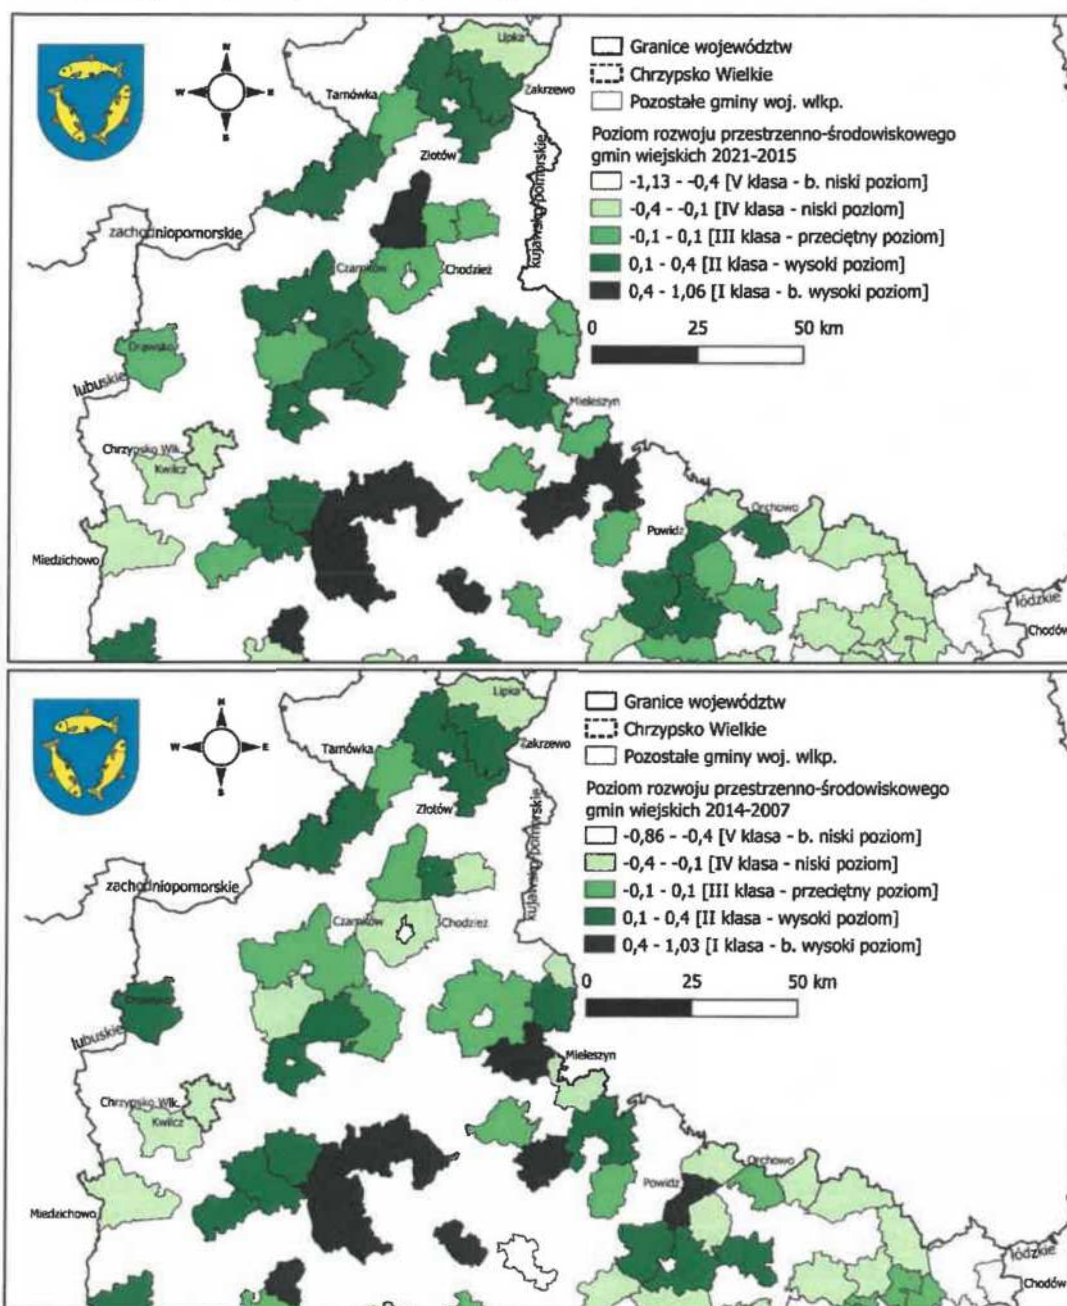 N
W
E
S
Lipka
Tarnówka
Zakrzewo
Złotów
zachodniopomorskie
kujawsko-pomorskie
Czarnków
Chodzież
Drawsko
lubuskie
Mieleszyn
Chrzypsko Wlk.
Kwilcz
Miedzichowo
Powidz
Orchowo
łódzkie
Chodów
Granice województw
Chrzypsko Wielkie
Pozostałe gminy woj. wlkp.
Poziom rozwoju przestrzenno-środowiskowego
gmin wiejskich 2021-2015
-1,13 - -0,4 [V klasa - b. niski poziom]
-0,4 - -0,1 [IV klasa - niski poziom]
-0,1 - 0,1 [III klasa - przeciętny poziom]
0,1 - 0,4 [II klasa - wysoki poziom]
0,4 - 1,06 [I klasa - b. wysoki poziom]
0 25 50 km
N
W
E
S
Lipka
Tarnówka
Zakrzewo
Złotów
zachodniopomorskie
kujawsko-pomorskie
Czarnków
Chodzież
Drawsko
lubuskie
Mieleszyn
Chrzypsko Wlk.
Kwilcz
Miedzichowo
Powidz
Orchowo
łódzkie
Chodów
Granice województw
Chrzypsko Wielkie
Pozostałe gminy woj. wlkp.
Poziom rozwoju przestrzenno-środowiskowego
gmin wiejskich 2014-2007
-0,86 - -0,4 [V klasa - b. niski poziom]
-0,4 - -0,1 [IV klasa - niski poziom]
-0,1 - 0,1 [III klasa - przeciętny poziom]
0,1 - 0,4 [II klasa - wysoki poziom]
0,4 - 1,03 [I klasa - b. wysoki poziom]
0 25 50 km